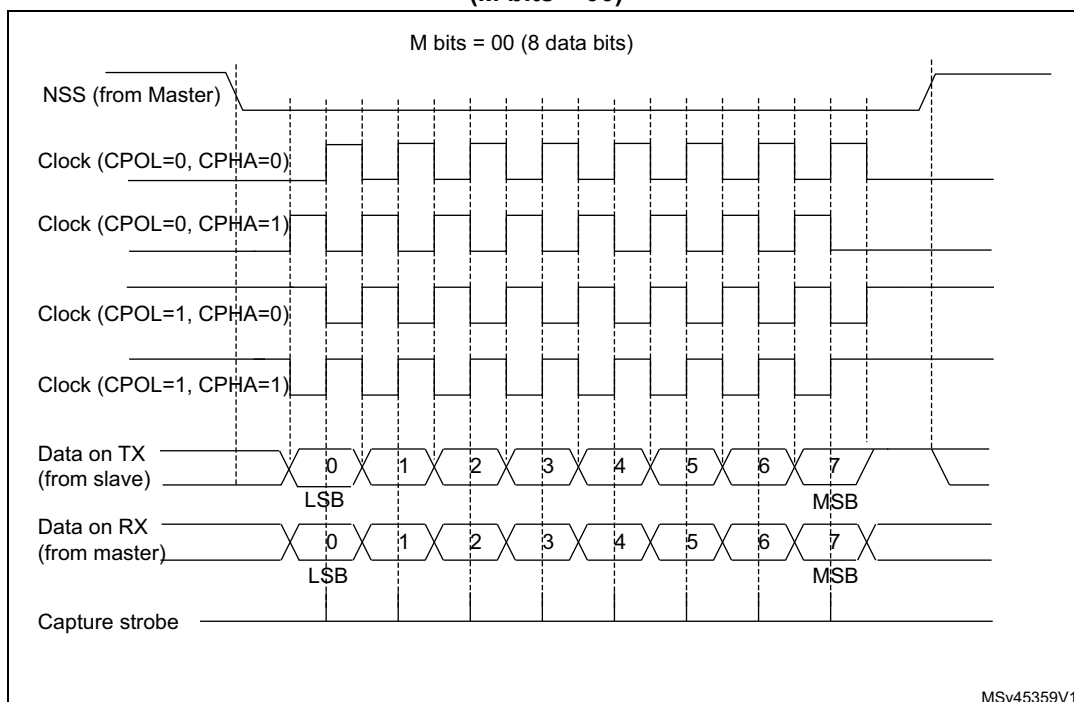 (M bits = 00)
M bits = 00 (8 data bits)
NSS (from Master)
Clock (CPOL=0, CPHA=0)
Clock (CPOL=0, CPHA=1)
Clock (CPOL=1, CPHA=0)
Clock (CPOL=1, CPHA=1)
Data on TX
(from slave)
0 1 2 3 4 5 6 7
LSB MSB
Data on RX
(from master)
0 1 2 3 4 5 6 7
LSB MSB
Capture strobe
MSv45359V1